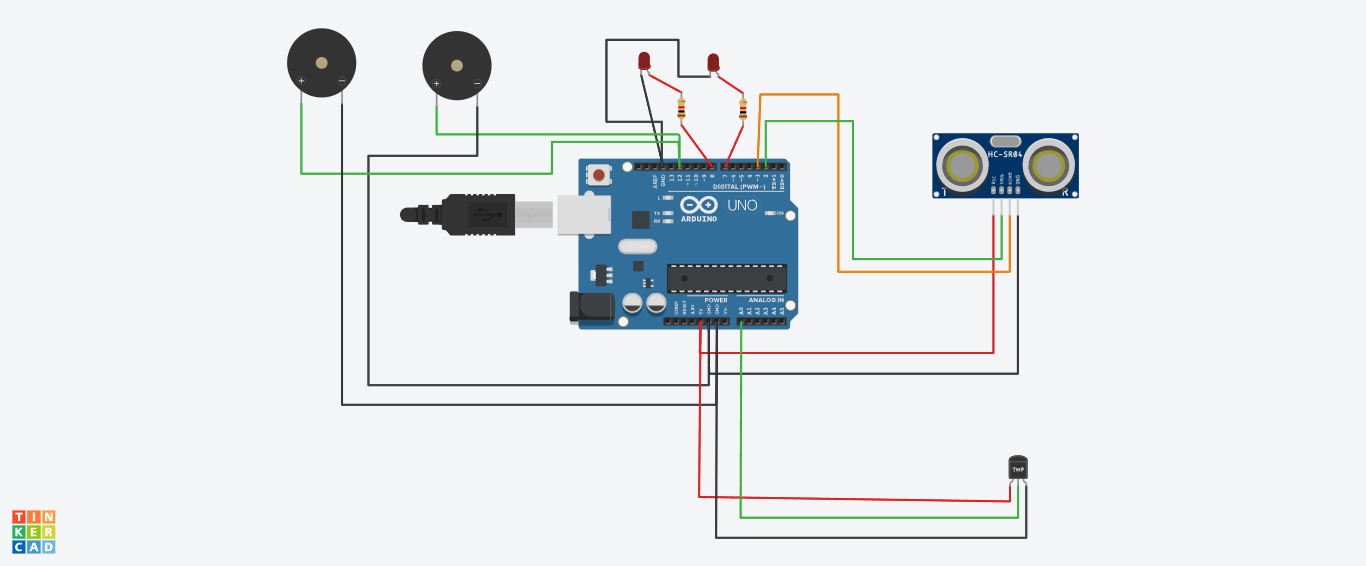 +
−
+
−
HC-SR04
VCC
TRIG
ECHO
GND
T
R
AREF
GND
13
12
~11
~10
~9
8
7
~6
~5
4
~3
2
TX→1
RX←0
DIGITAL (PWM~)
L
TX
RX
ARDUINO
UNO
ON
POWER
ANALOG IN
IOREF
RESET
3.3V
5V
GND
GND
Vin
A0
A1
A2
A3
A4
A5
TMP
TIN
KER
CAD